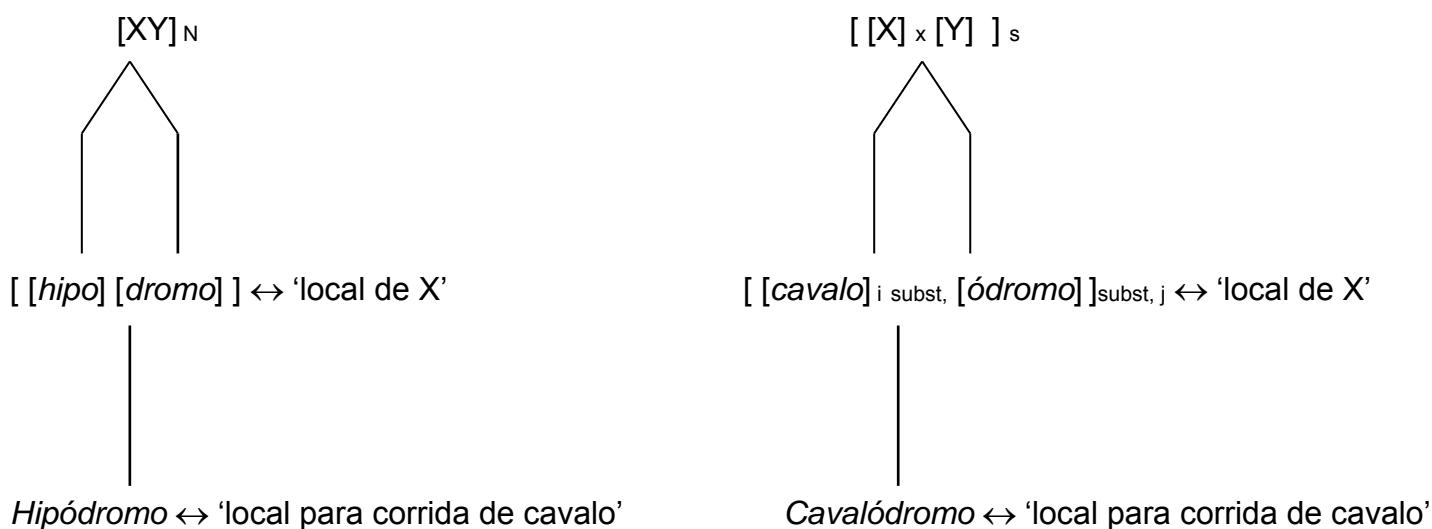 [XY] N
[ [X] x [Y] ] s
[ [hipo] [dromo] ] ↔ ‘local de X’
[ [cavalo] i subst, [ódromo] ]subst, j ↔ ‘local de X’
Hipódromo ↔ ‘local para corrida de cavalo’
Cavalódromo ↔ ‘local para corrida de cavalo’